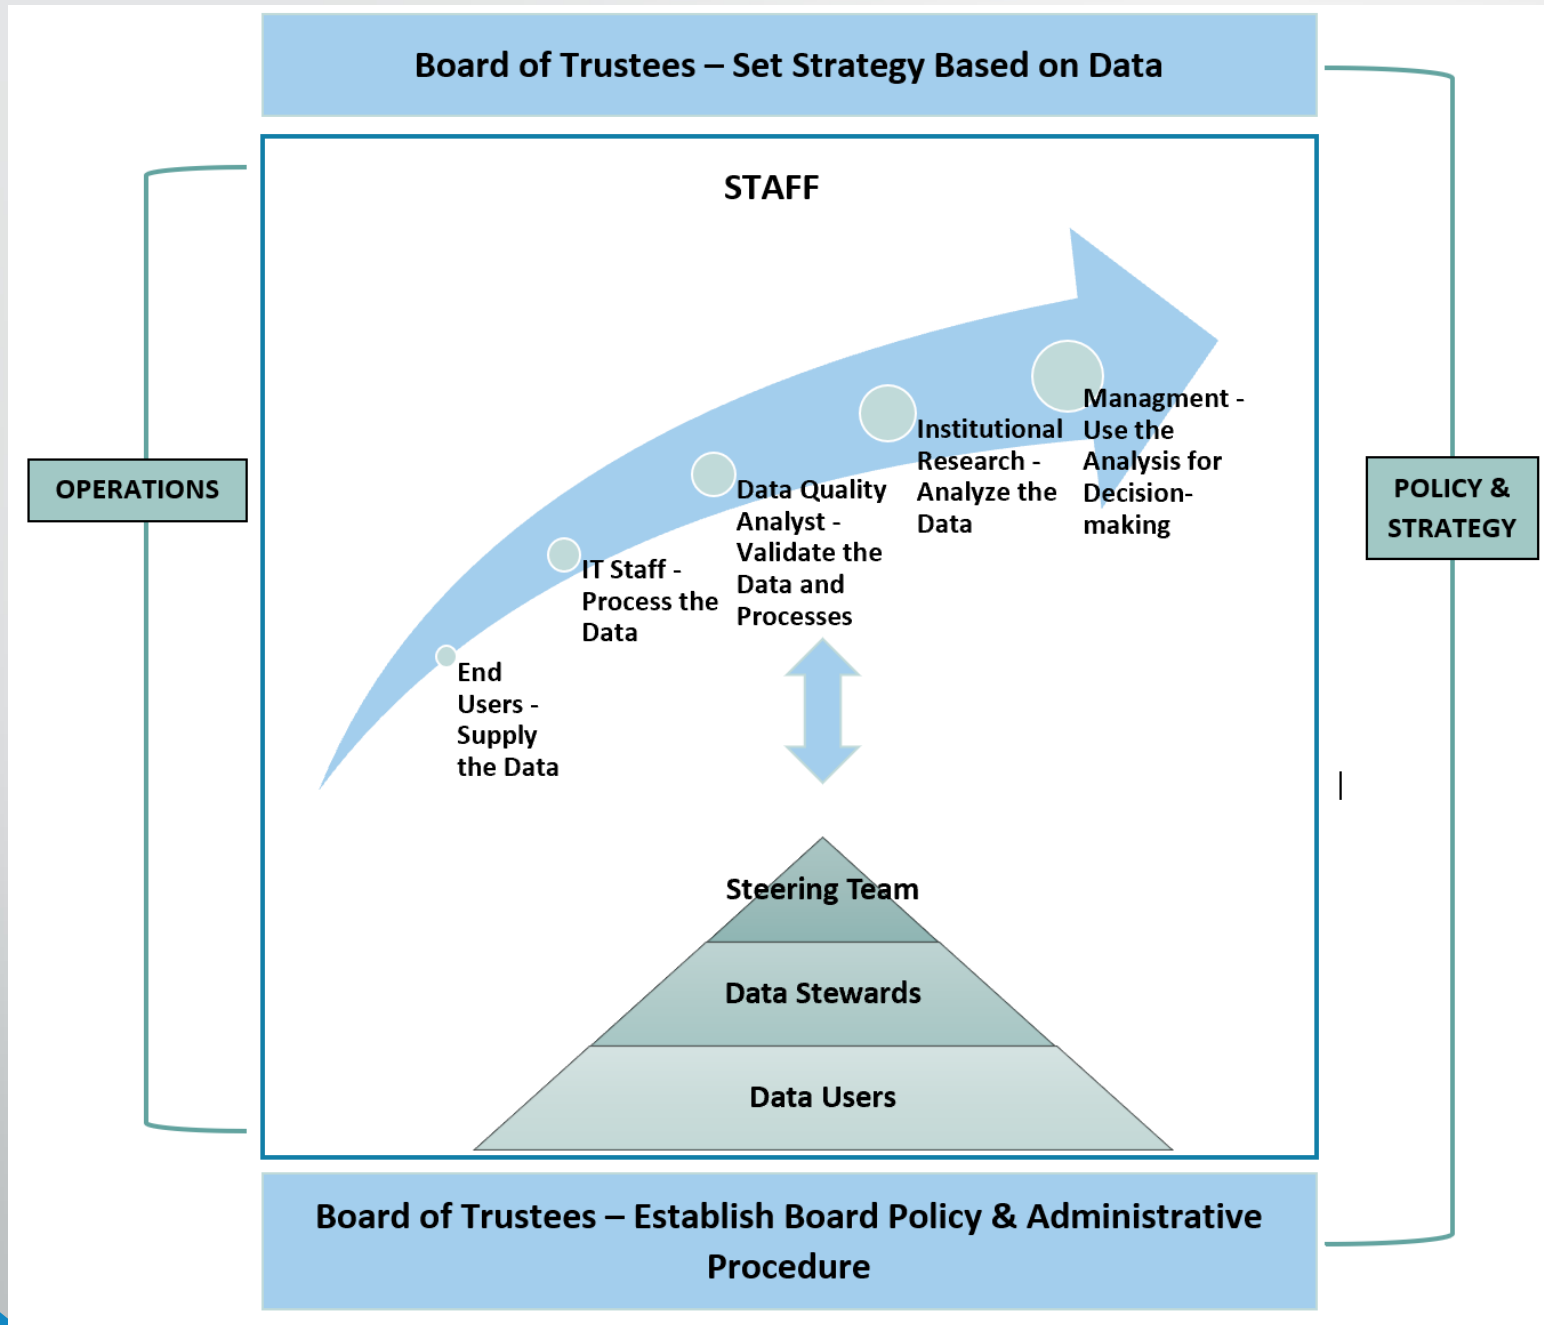 Board of Trustees – Set Strategy Based on Data
STAFF
OPERATIONS
POLICY &
STRATEGY
End
Users -
Supply
the Data
IT Staff -
Process the
Data
Data Quality
Analyst -
Validate the
Data and
Processes
Institutional
Research -
Analyze the
Data
Managment -
Use the
Analysis for
Decision-
making
Steering Team
Data Stewards
Data Users
Board of Trustees – Establish Board Policy & Administrative
Procedure